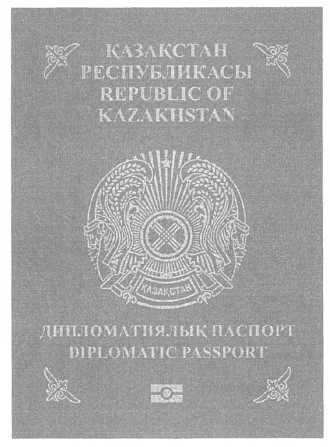 ҚАЗАҚСТАН
РЕСПУБЛИКАСЫ
REPUBLIC OF
KAZAKHSTAN
ҚАЗАҚСТАН
ДИПЛОМАТИЯЛЫҚ ПАСПОРТ
DIPLOMATIC PASSPORT